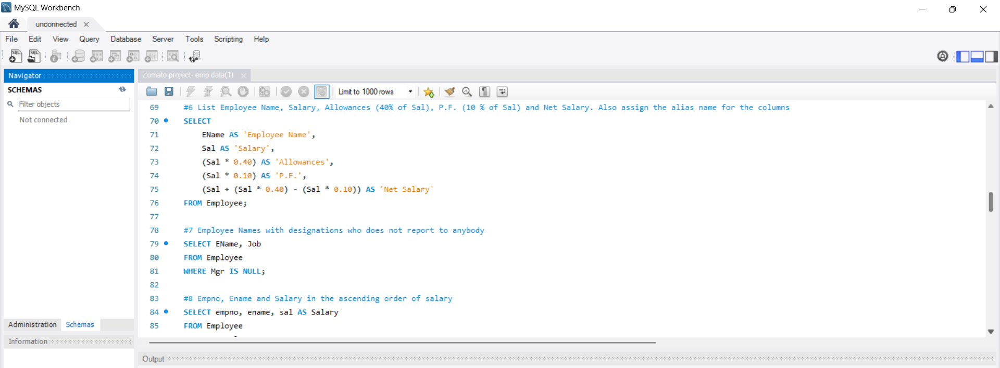 MySQL Workbench
unconnected
File Edit View Query Database Server Tools Scripting Help
SQL SQL
Navigator
Zomato project- emp data(1)
SCHEMAS
Limit to 1000 rows
Filter objects
Not connected
69 #6 List Employee Name, Salary, Allowances (40% of Sal), P.F. (10 % of Sal) and Net Salary. Also assign the alias name for the columns
70 SELECT
71 EName AS 'Employee Name',
72 Sal AS 'Salary',
73 (Sal * 0.40) AS 'Allowances',
74 (Sal * 0.10) AS 'P.F.',
75 (Sal + (Sal * 0.40) - (Sal * 0.10)) AS 'Net Salary'
76 FROM Employee;
77
78 #7 Employee Names with designations who does not report to anybody
79 SELECT EName, Job
80 FROM Employee
81 WHERE Mgr IS NULL;
82
83 #8 Empno, Ename and Salary in the ascending order of salary
84 SELECT empno, ename, sal AS Salary
85 FROM Employee
Administration Schemas
Information
Output